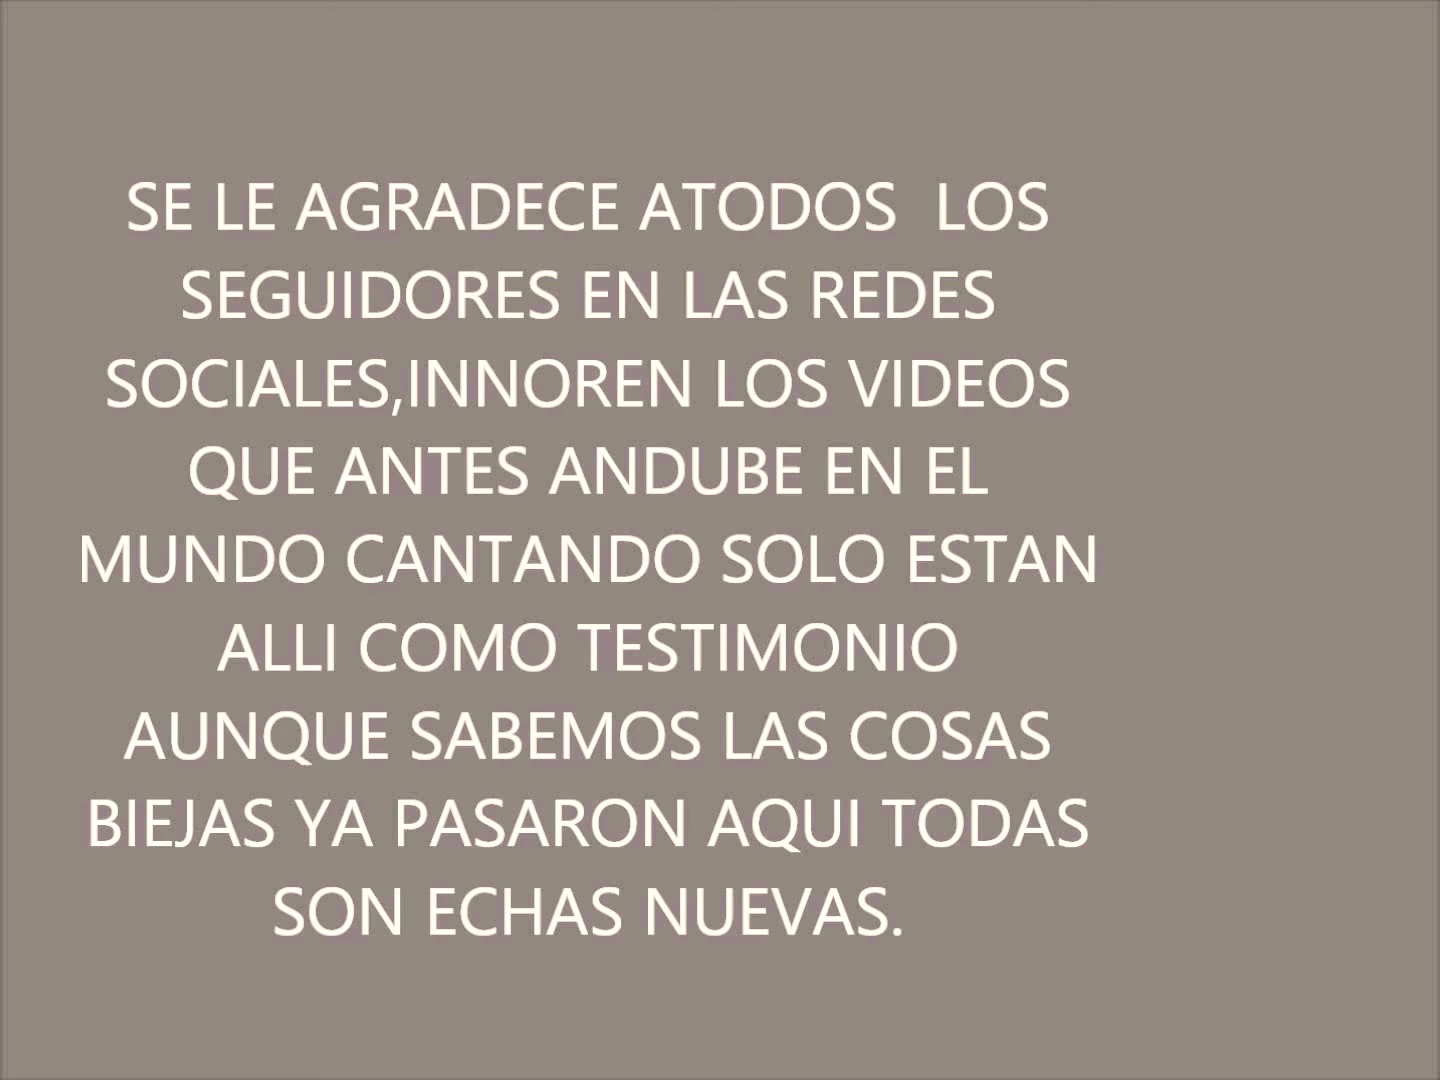 SE LE AGRADECE ATODOS  LOS
SEGUIDORES EN LAS REDES
SOCIALES,INNOREN LOS VIDEOS
QUE ANTES ANDUBE EN EL
MUNDO CANTANDO SOLO ESTAN
ALLI COMO TESTIMONIO
AUNQUE SABEMOS LAS COSAS
BIEJAS YA PASARON AQUI TODAS
SON ECHAS NUEVAS.